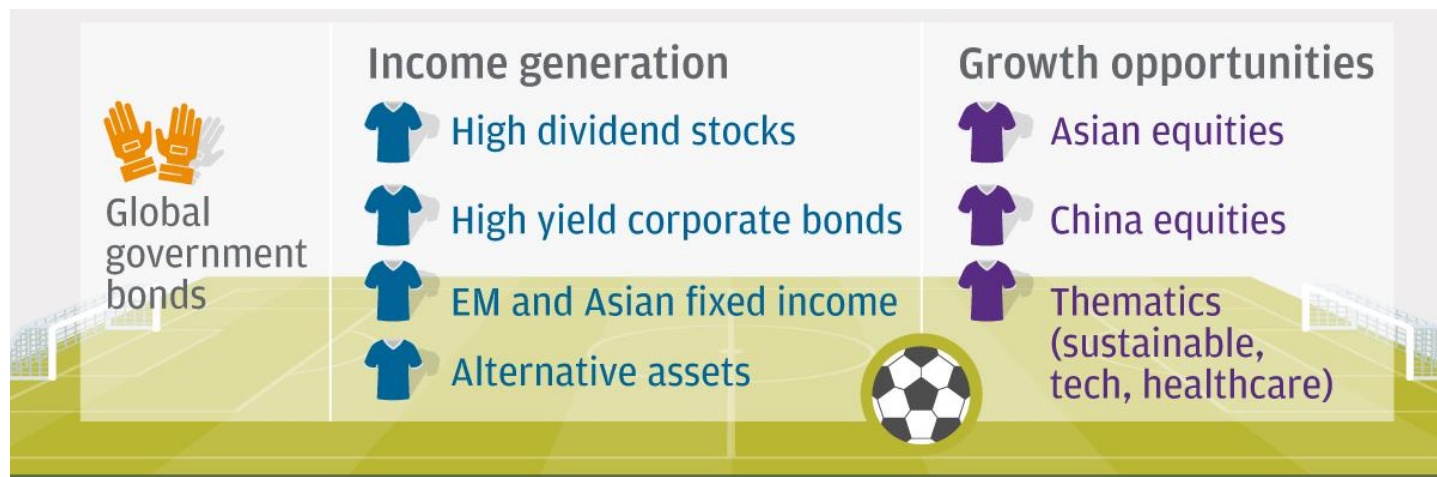 Global
government
bonds
Income generation
High dividend stocks
High yield corporate bonds
EM and Asian fixed income
Alternative assets
Growth opportunities
Asian equities
China equities
Thematics
(sustainable,
tech, healthcare)